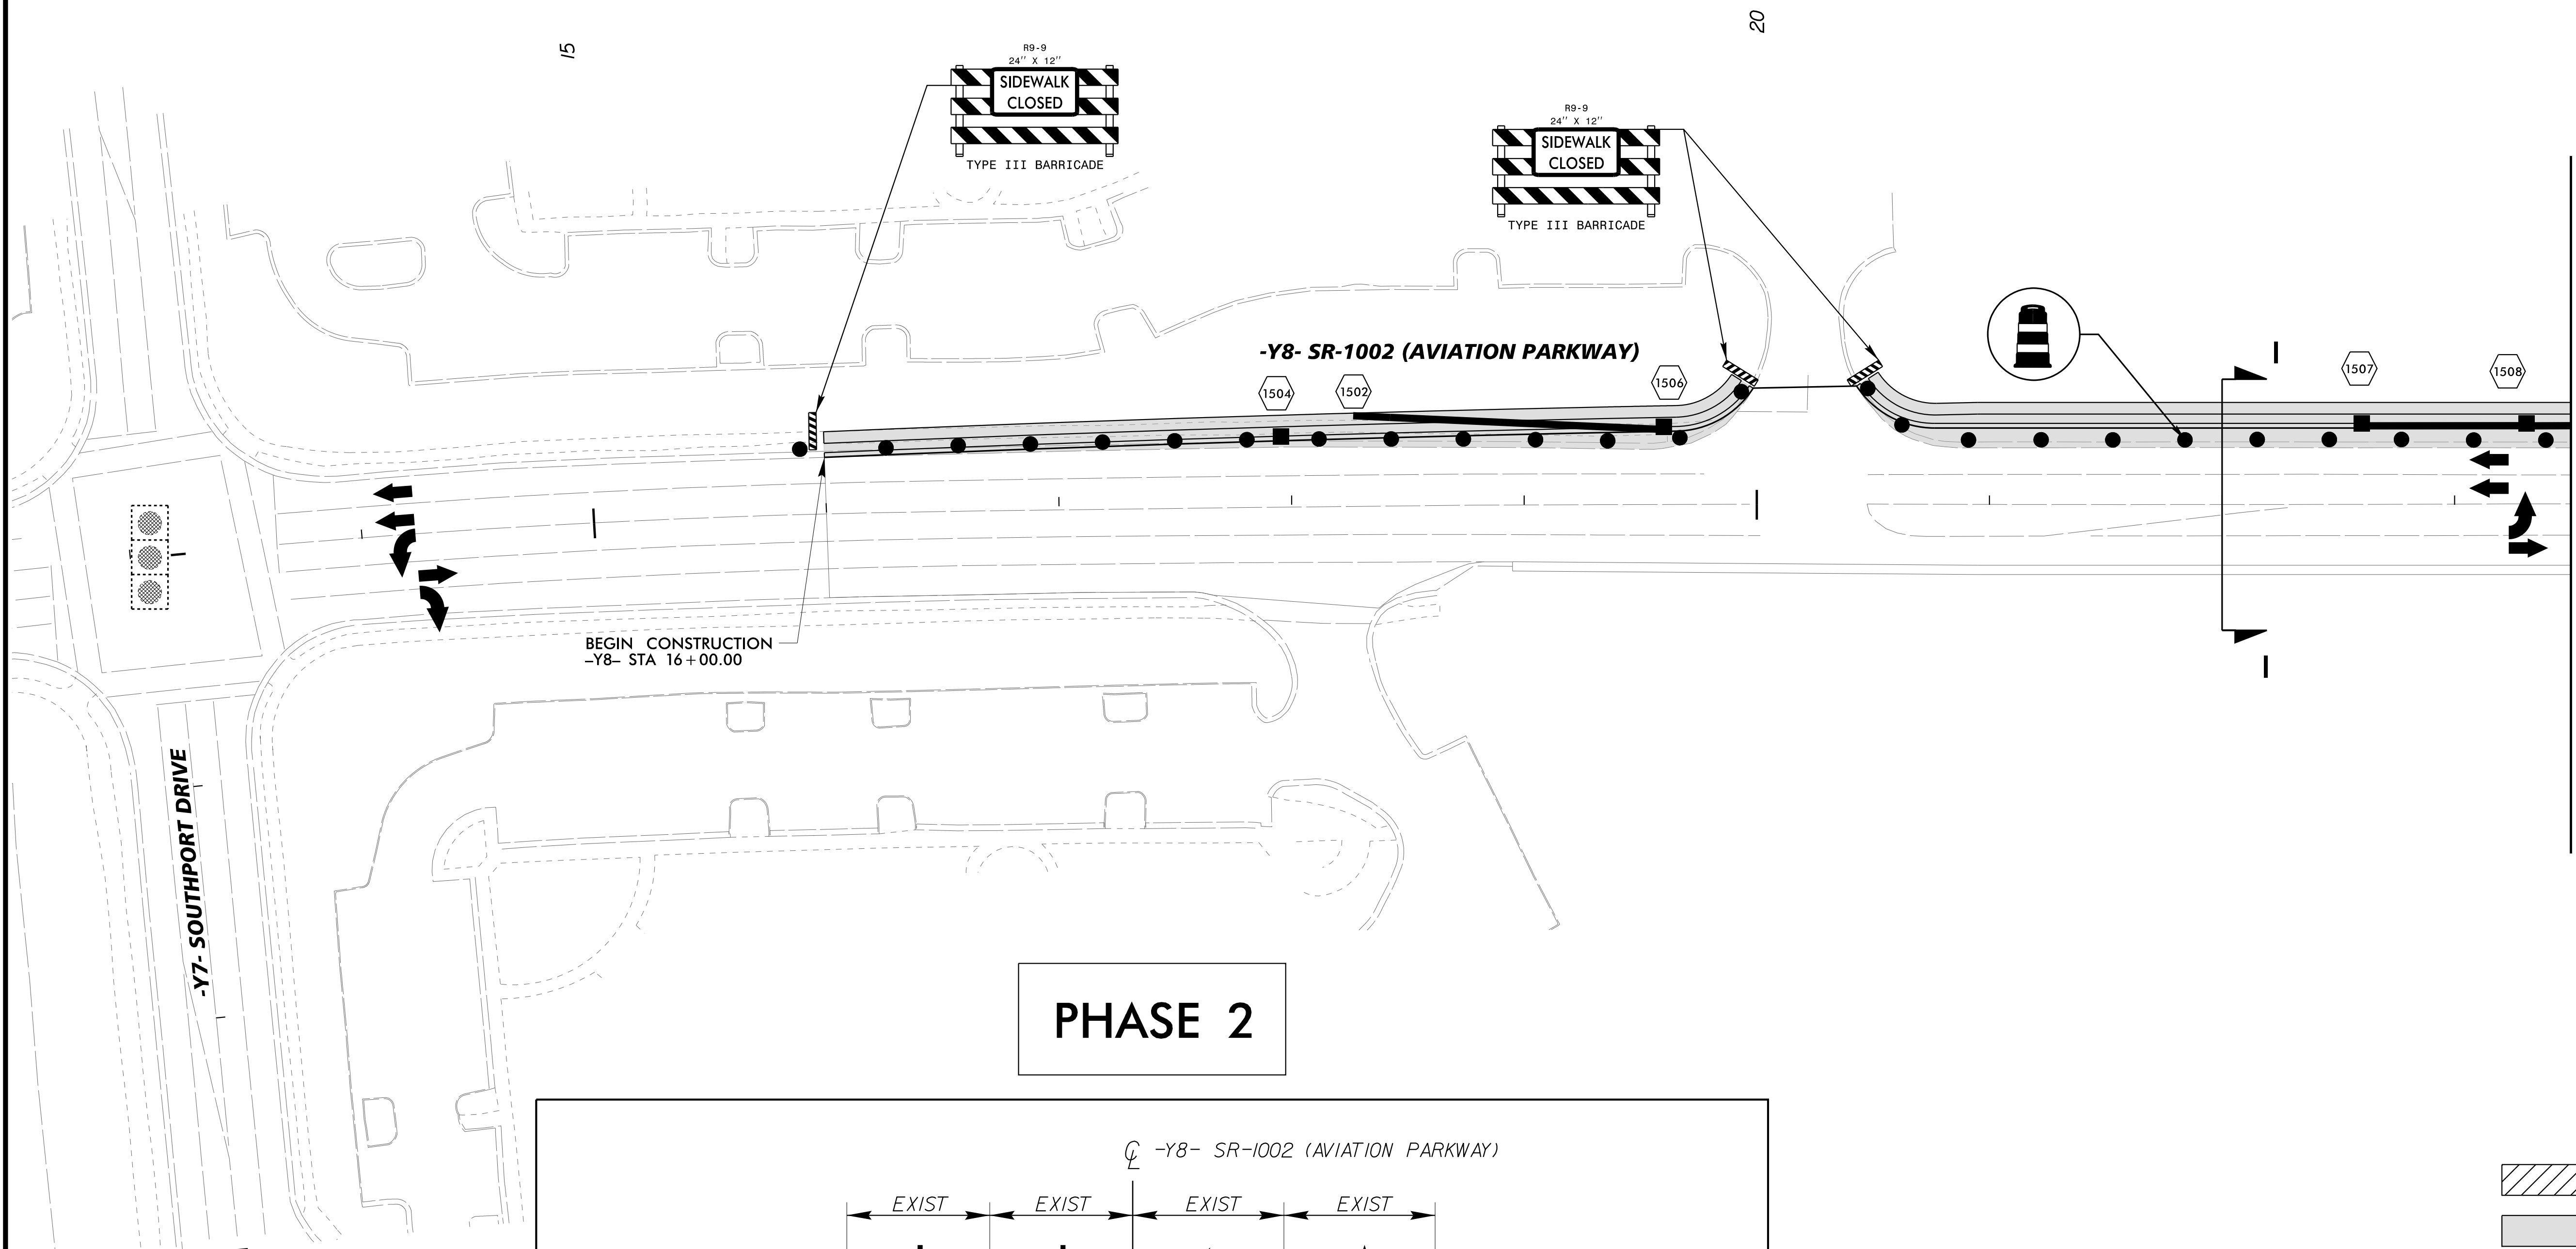 15
20
R9-9
24" X 12"
SIDEWALK
CLOSED
TYPE III BARRICADE
R9-9
24" X 12"
SIDEWALK
CLOSED
TYPE III BARRICADE
-Y8- SR-1002 (AVIATION PARKWAY)
1504
1502
1506
1507
1508
BEGIN CONSTRUCTION
-Y8- STA 16+00.00
-Y7- SOUTHPORT DRIVE
PHASE 2
℄ -Y8- SR-1002 (AVIATION PARKWAY)
EXIST EXIST EXIST EXIST